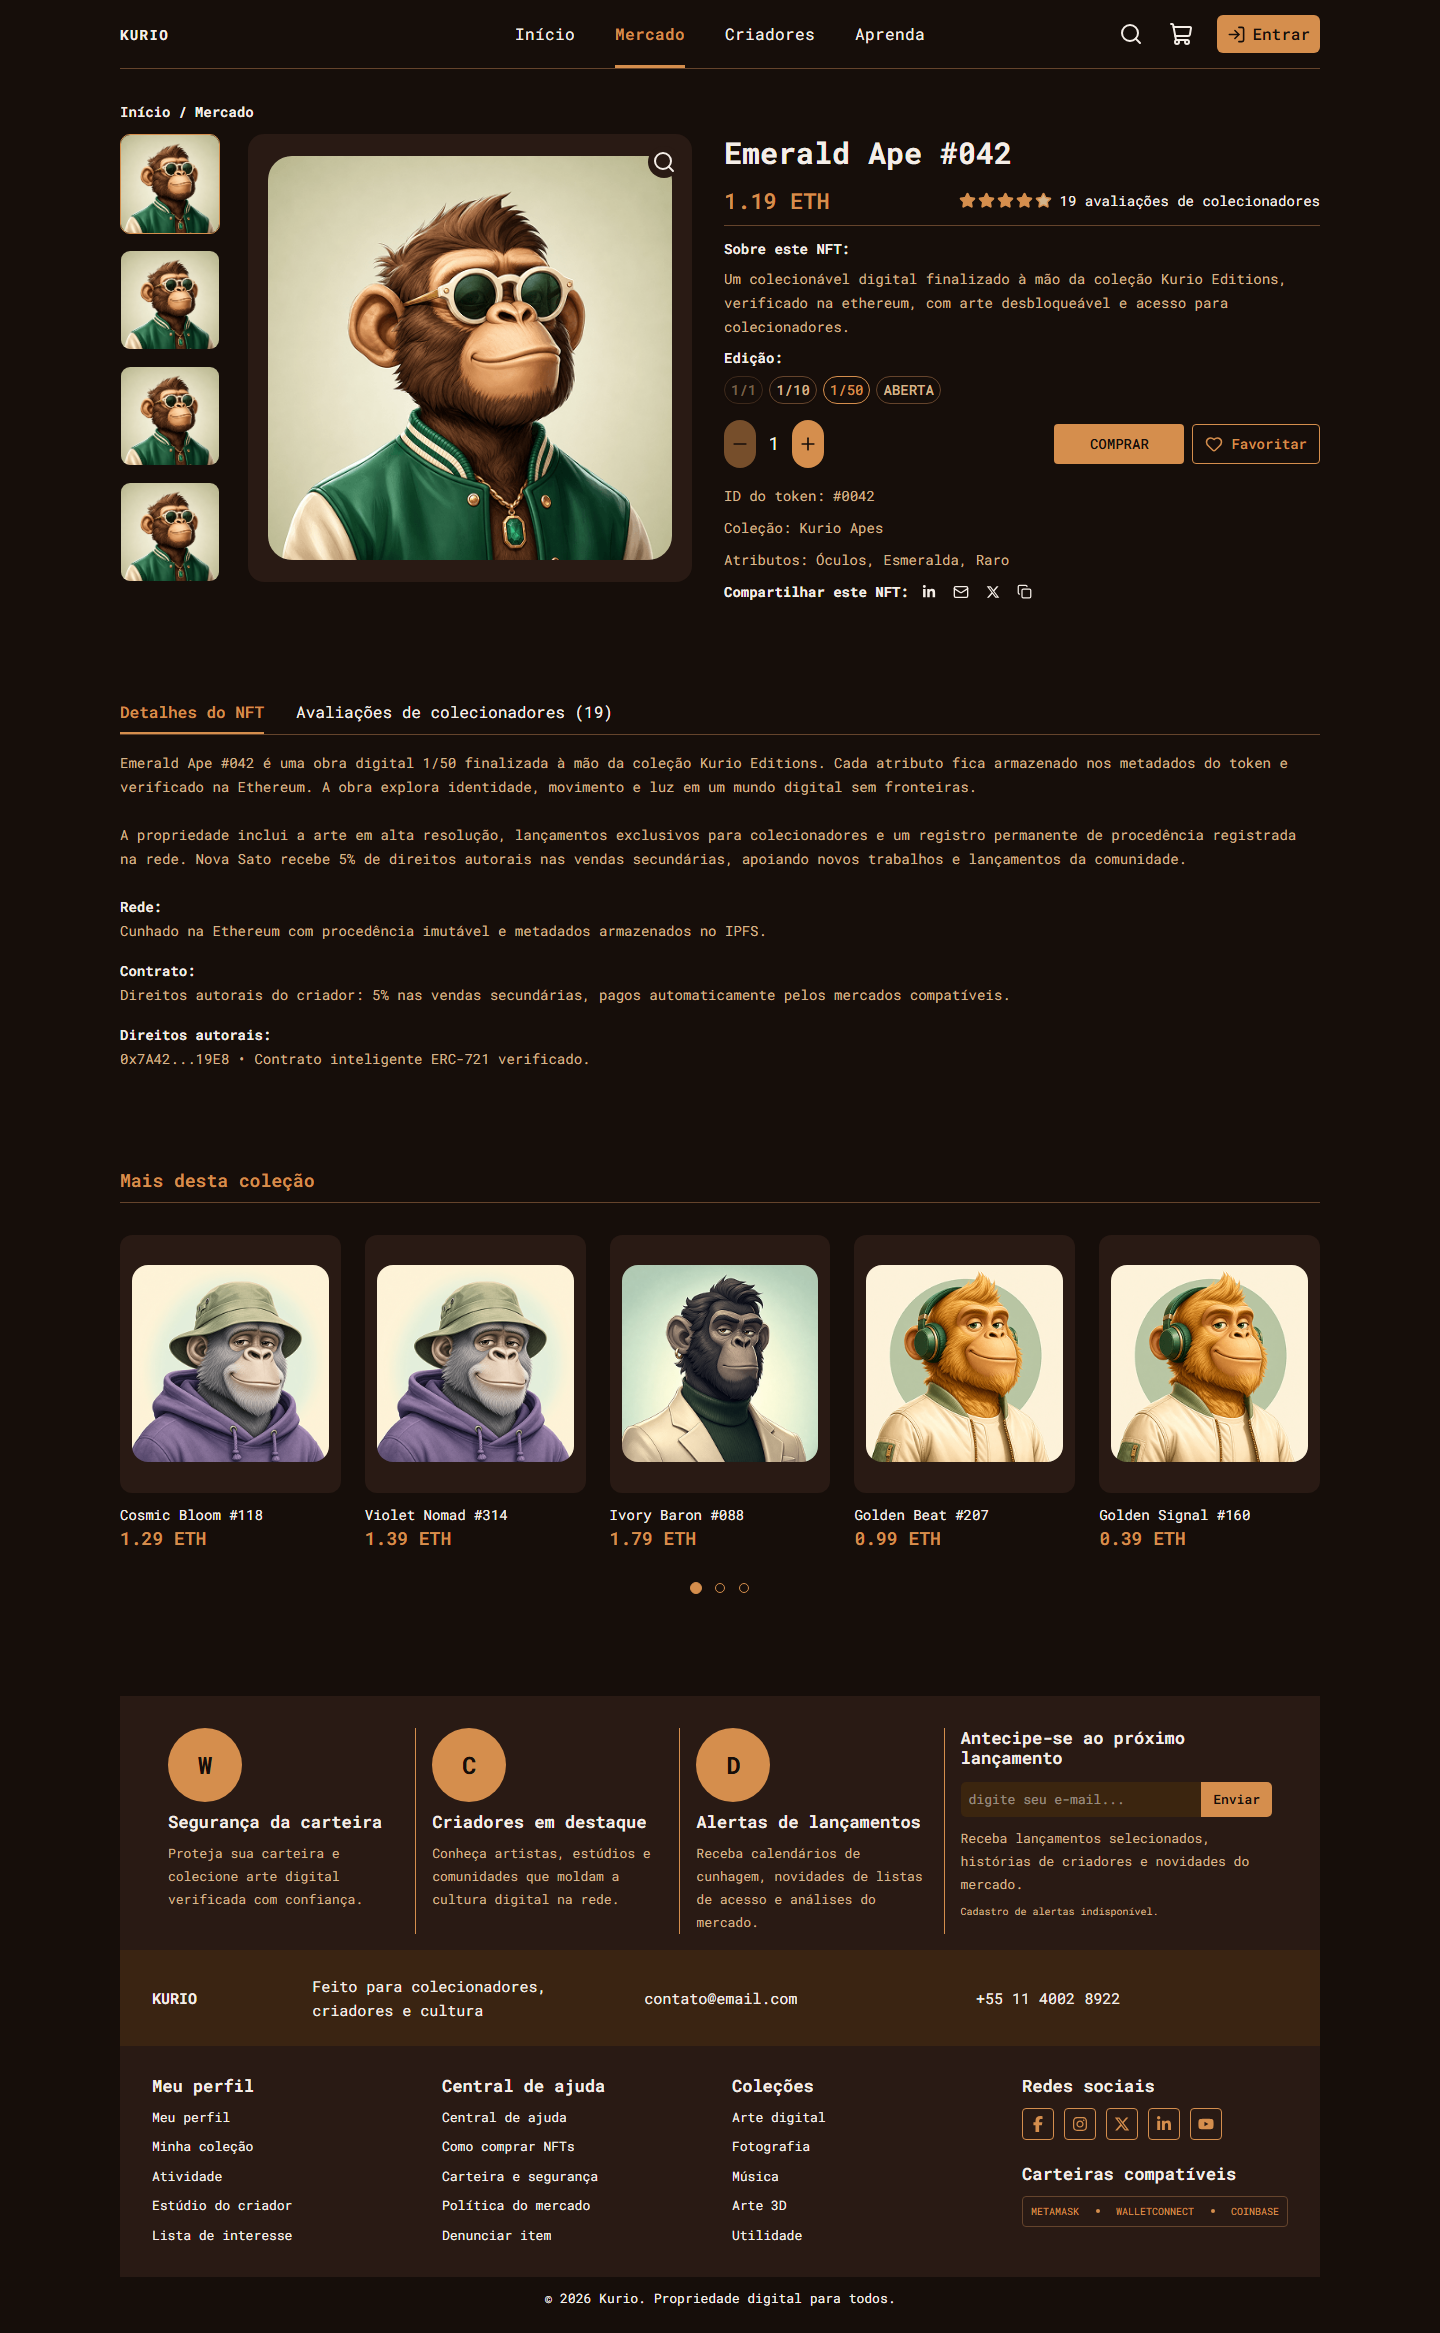 KURIO
Início
Mercado
Criadores
Aprenda
Entrar
Início / Mercado
Emerald Ape #042
1.19 ETH
19 avaliações de colecionadores
Sobre este NFT:
Um colecionável digital finalizado à mão da coleção Kurio Editions,
verificado na ethereum, com arte desbloqueável e acesso para
colecionadores.
Edição:
1/1
1/10
1/50
ABERTA
1
COMPRAR
Favoritar
ID do token: #0042
Coleção: Kurio Apes
Atributos: Óculos, Esmeralda, Raro
Compartilhar este NFT:
Detalhes do NFT
Avaliações de colecionadores (19)
Emerald Ape #042 é uma obra digital 1/50 finalizada à mão da coleção Kurio Editions. Cada atributo fica armazenado nos metadados do token e
verificado na Ethereum. A obra explora identidade, movimento e luz em um mundo digital sem fronteiras.
A propriedade inclui a arte em alta resolução, lançamentos exclusivos para colecionadores e um registro permanente de procedência registrada
na rede. Nova Sato recebe 5% de direitos autorais nas vendas secundárias, apoiando novos trabalhos e lançamentos da comunidade.
Rede:
Cunhado na Ethereum com procedência imutável e metadados armazenados no IPFS.
Contrato:
Direitos autorais do criador: 5% nas vendas secundárias, pagos automaticamente pelos mercados compatíveis.
Direitos autorais:
0x7A42...19E8 • Contrato inteligente ERC-721 verificado.
Mais desta coleção
Cosmic Bloom #118
1.29 ETH
Violet Nomad #314
1.39 ETH
Ivory Baron #088
1.79 ETH
Golden Beat #207
0.99 ETH
Golden Signal #160
0.39 ETH
W
Segurança da carteira
Proteja sua carteira e
colecione arte digital
verificada com confiança.
C
Criadores em destaque
Conheça artistas, estúdios e
comunidades que moldam a
cultura digital na rede.
D
Alertas de lançamentos
Receba calendários de
cunhagem, novidades de listas
de acesso e análises do
mercado.
Antecipe-se ao próximo
lançamento
digite seu e-mail...
Enviar
Receba lançamentos selecionados,
histórias de criadores e novidades do
mercado.
Cadastro de alertas indisponível.
KURIO
Feito para colecionadores,
criadores e cultura
contato@email.com
+55 11 4002 8922
Meu perfil
Meu perfil
Minha coleção
Atividade
Estúdio do criador
Lista de interesse
Central de ajuda
Central de ajuda
Como comprar NFTs
Carteira e segurança
Política do mercado
Denunciar item
Coleções
Arte digital
Fotografia
Música
Arte 3D
Utilidade
Redes sociais
Carteiras compatíveis
METAMASK • WALLETCONNECT • COINBASE
© 2026 Kurio. Propriedade digital para todos.